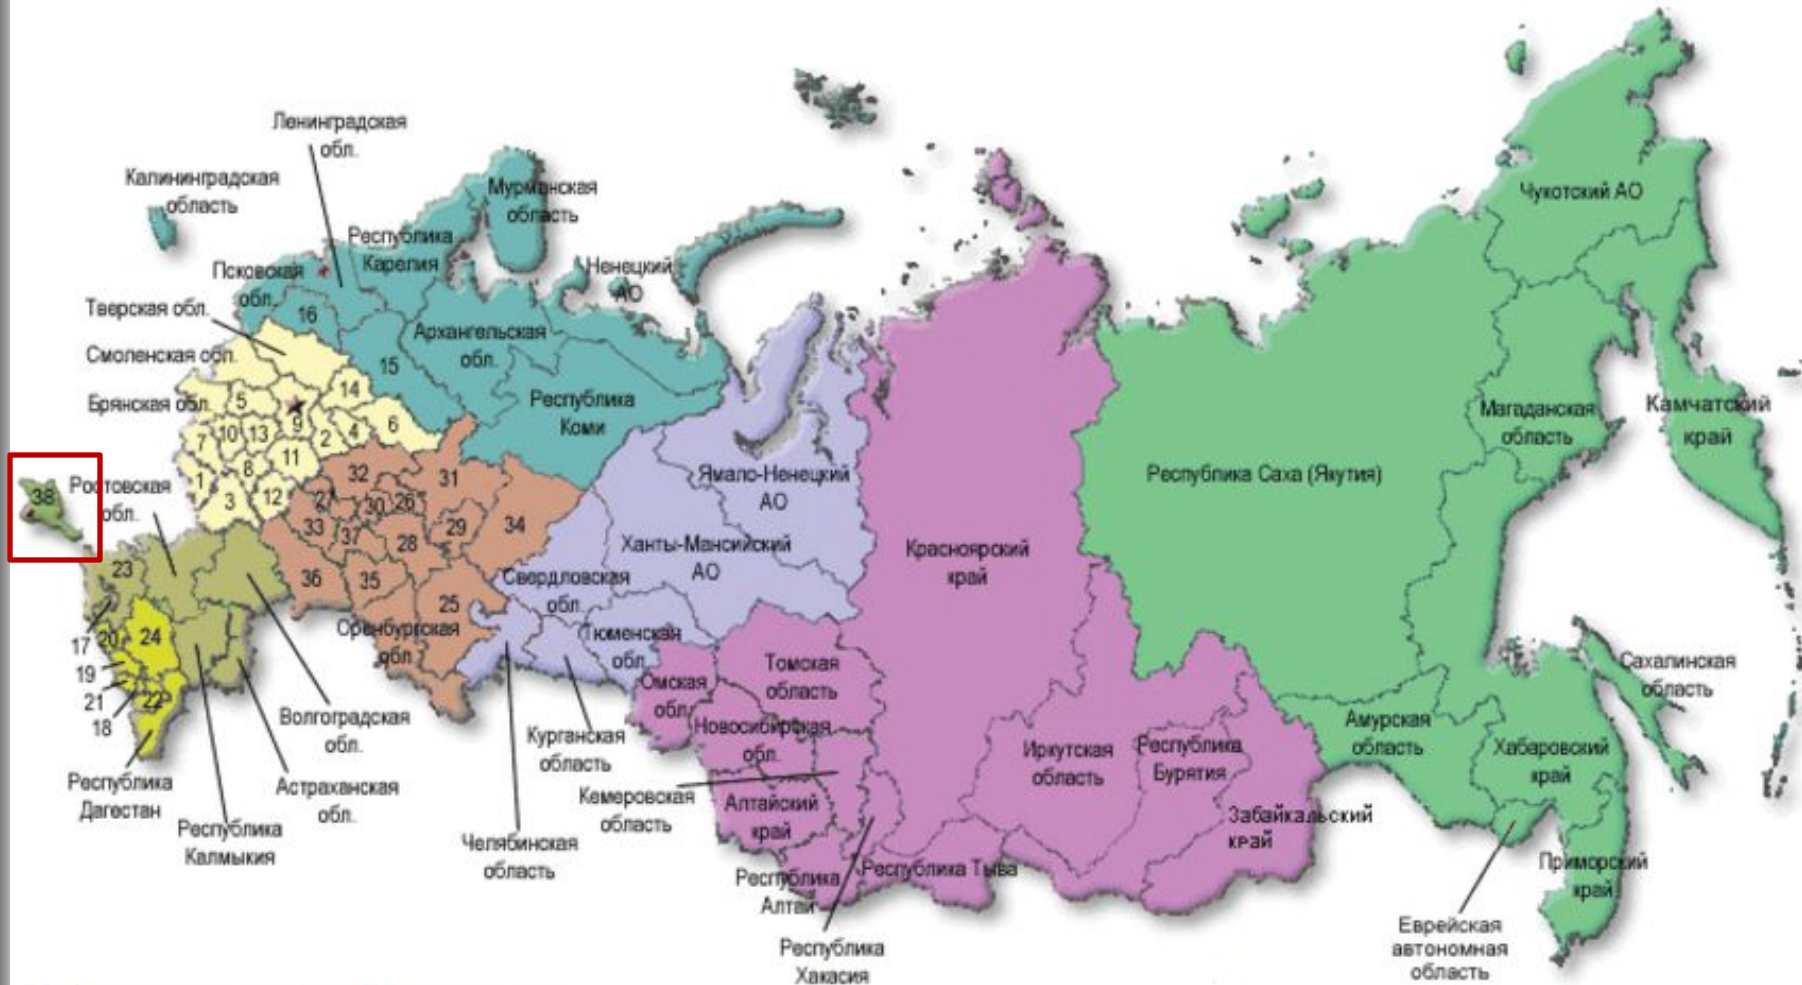 Ленинградская
обл.
Калининградская
область
Мурманская
область
Республика
Карелия
Ненецкий
АО
Псковская
обл.
Тверская обл.
16
Архангельская
обл.
Смоленская обл.
15
Брянская обл.
5
14
Республика
Коми
7
10
13
9
2
4
6
8
11
1
3
12
38
Ростовская
обл.
32
31
27
30
26
33
37
28
29
34
36
35
25
23
Чукотский АО
Магаданская
область
Камчатский
край
Республика Саха (Якутия)
Ямало-Ненецкий
АО
Ханты-Мансийский
АО
Красноярский
край
Свердловская
обл.
Оренбургская
обл.
Тюменская
обл.
17
20
24
19
21
18
22
Томская
область
Омская
обл.
Новосибирская
обл.
Сахалинская
область
Волгоградская
обл.
Курганская
область
Иркутская
область
Республика
Бурятия
Амурская
область
Хабаровский
край
Республика
Дагестан
Астраханская
обл.
Кемеровская
область
Алтайский
край
Забайкальский
край
Республика
Калмыкия
Челябинская
область
Республика
Алтай
Республика Тыва
Приморский
край
Республика
Хакасия
Еврейская
автономная
область